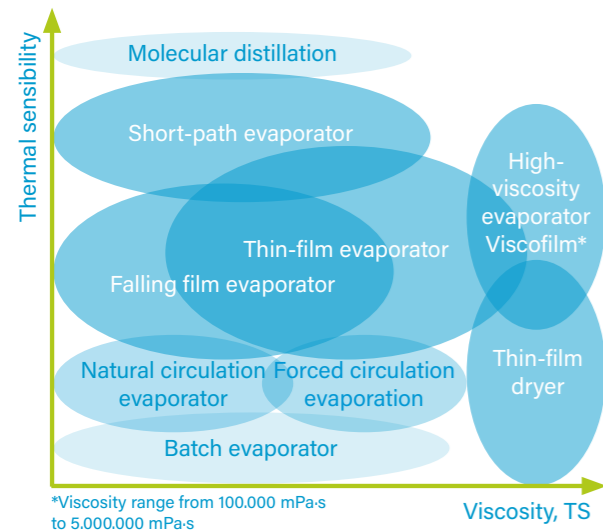 Thermal sensibility
Molecular distillation
Short-path evaporator
High-
viscosity
evaporator
Viscofilm*
Thin-film evaporator
Falling film evaporator
Natural circulation
evaporator
Forced circulation
evaporation
Thin-film
dryer
Batch evaporator
*Viscosity range from 100.000 mPa·s
to 5.000.000 mPa·s
Viscosity, TS